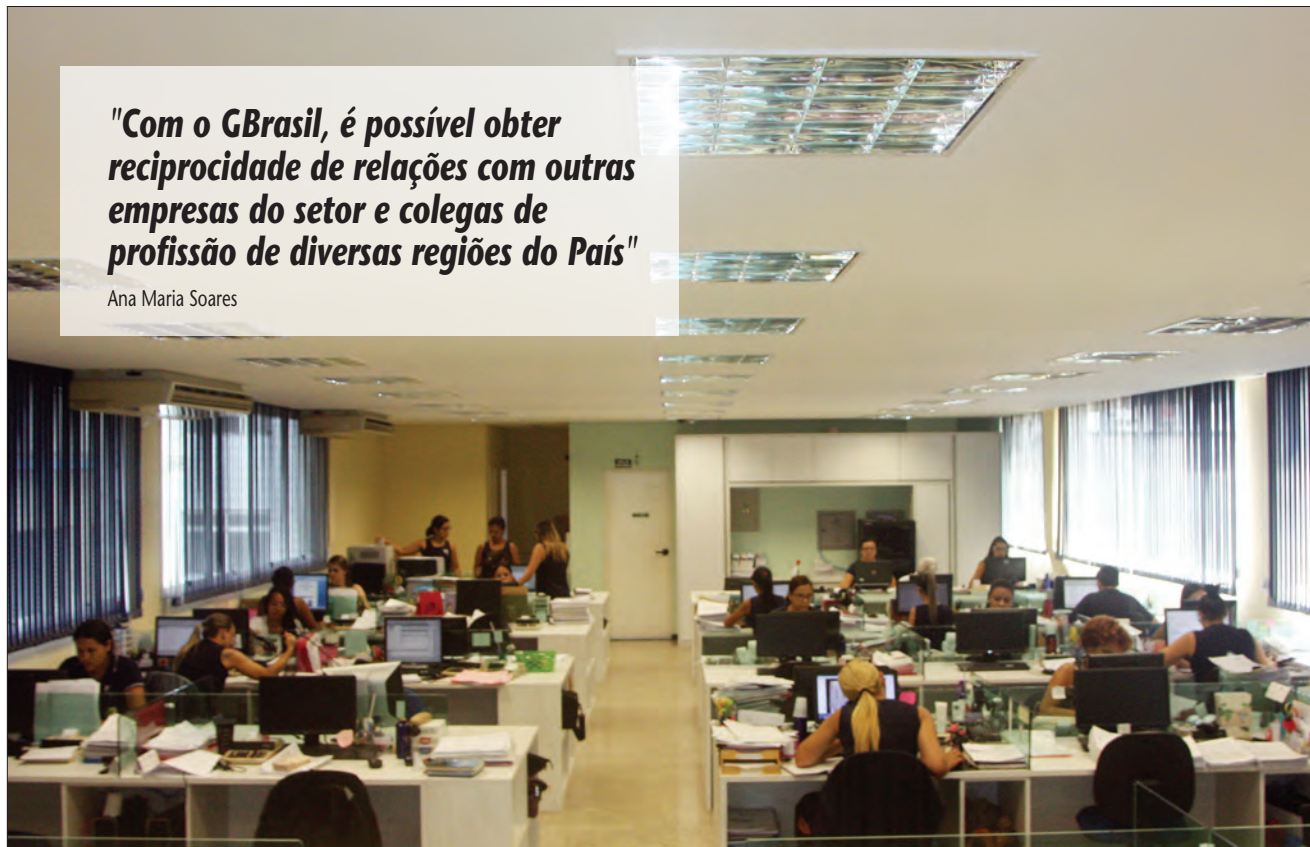 "Com o GBrasil, é possível obter
reciprocidade de relações com outras
empresas do setor e colegas de
profissão de diversas regiões do País"
Ana Maria Soares